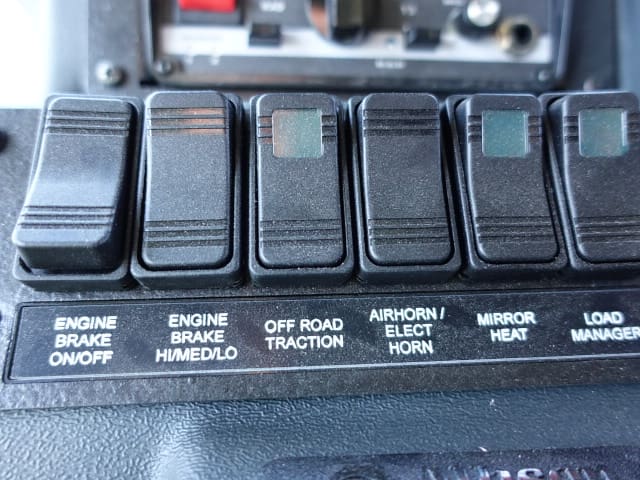 ENGINE
BRAKE
ON/OFF
ENGINE
BRAKE
HI/MED/LO
OFF ROAD
TRACTION
AIRHORN /
ELECT
HORN
MIRROR
HEAT
LOAD
MANAGER